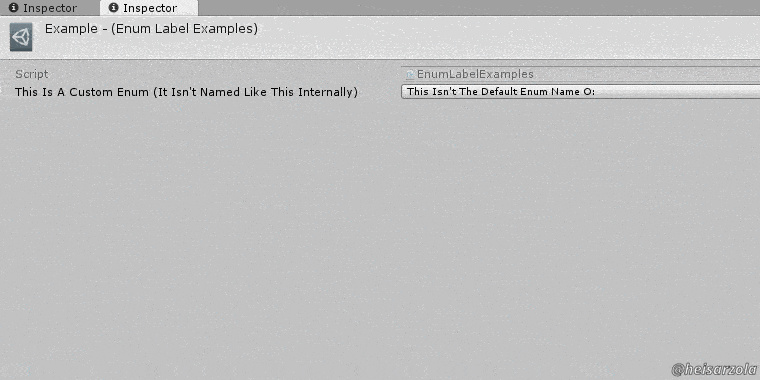 Inspector
Inspector
Example - (Enum Label Examples)
Script
EnumLabelExamples
This Is A Custom Enum (It Isn't Named Like This Internally)
This Isn't The Default Enum Name O:
@heisarzola